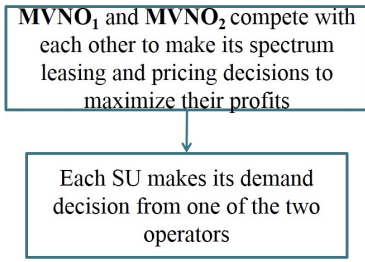 MVNO₁ and MVNO₂ compete with
each other to make its spectrum
leasing and pricing decisions to
maximize their profits
Each SU makes its demand
decision from one of the two
operators